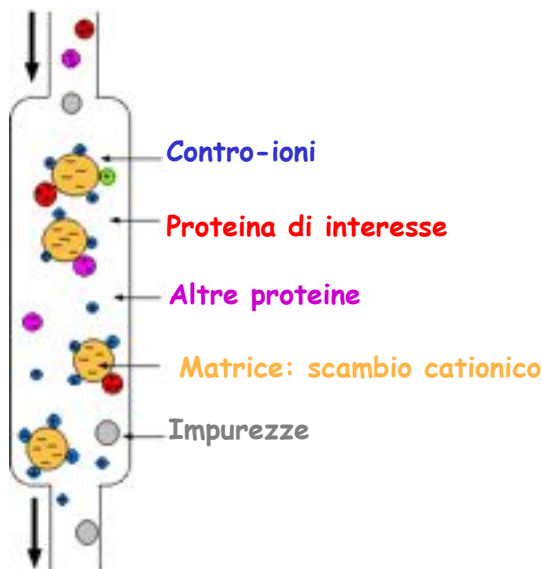 Contro-ioni
Proteina di interesse
Altre proteine
Matrice: scambio cationico
Impurezze